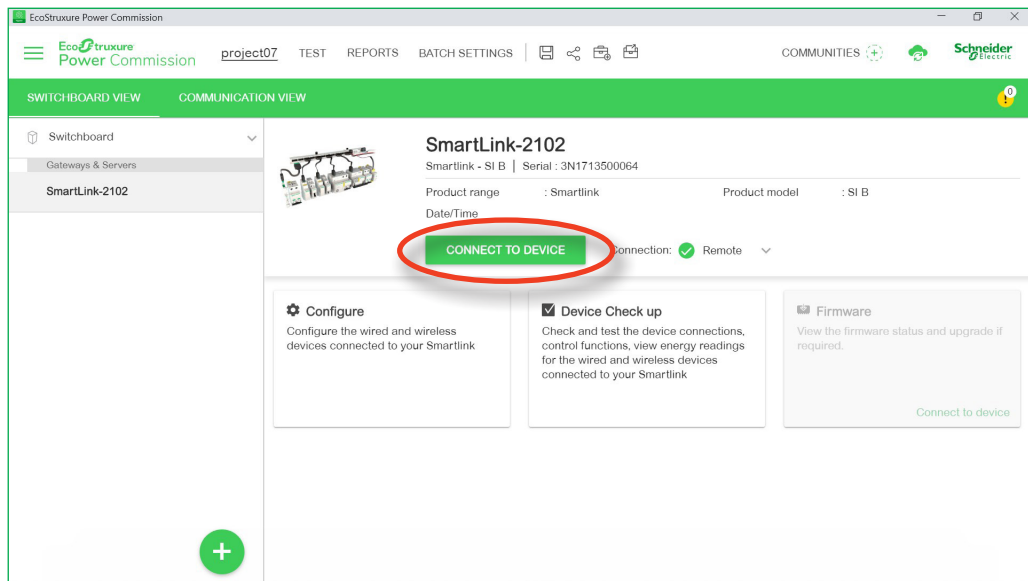 EcoStruxure Power Commission
EcoStruxure
Power Commission
project07
TEST
REPORTS
BATCH SETTINGS
COMMUNITIES
Schneider
Electric
SWITCHBOARD VIEW
COMMUNICATION VIEW
0
Switchboard
Gateways & Servers
SmartLink-2102
SmartLink-2102
Smartlink - SI B | Serial : 3N1713500064
Product range : Smartlink Product model : SI B
Date/Time
CONNECT TO DEVICE
Connection: Remote
Configure
Configure the wired and wireless
devices connected to your Smartlink
Device Check up
Check and test the device connections,
control functions, view energy readings
for the wired and wireless devices
connected to your Smartlink
Firmware
View the firmware status and upgrade if
required.
Connect to device